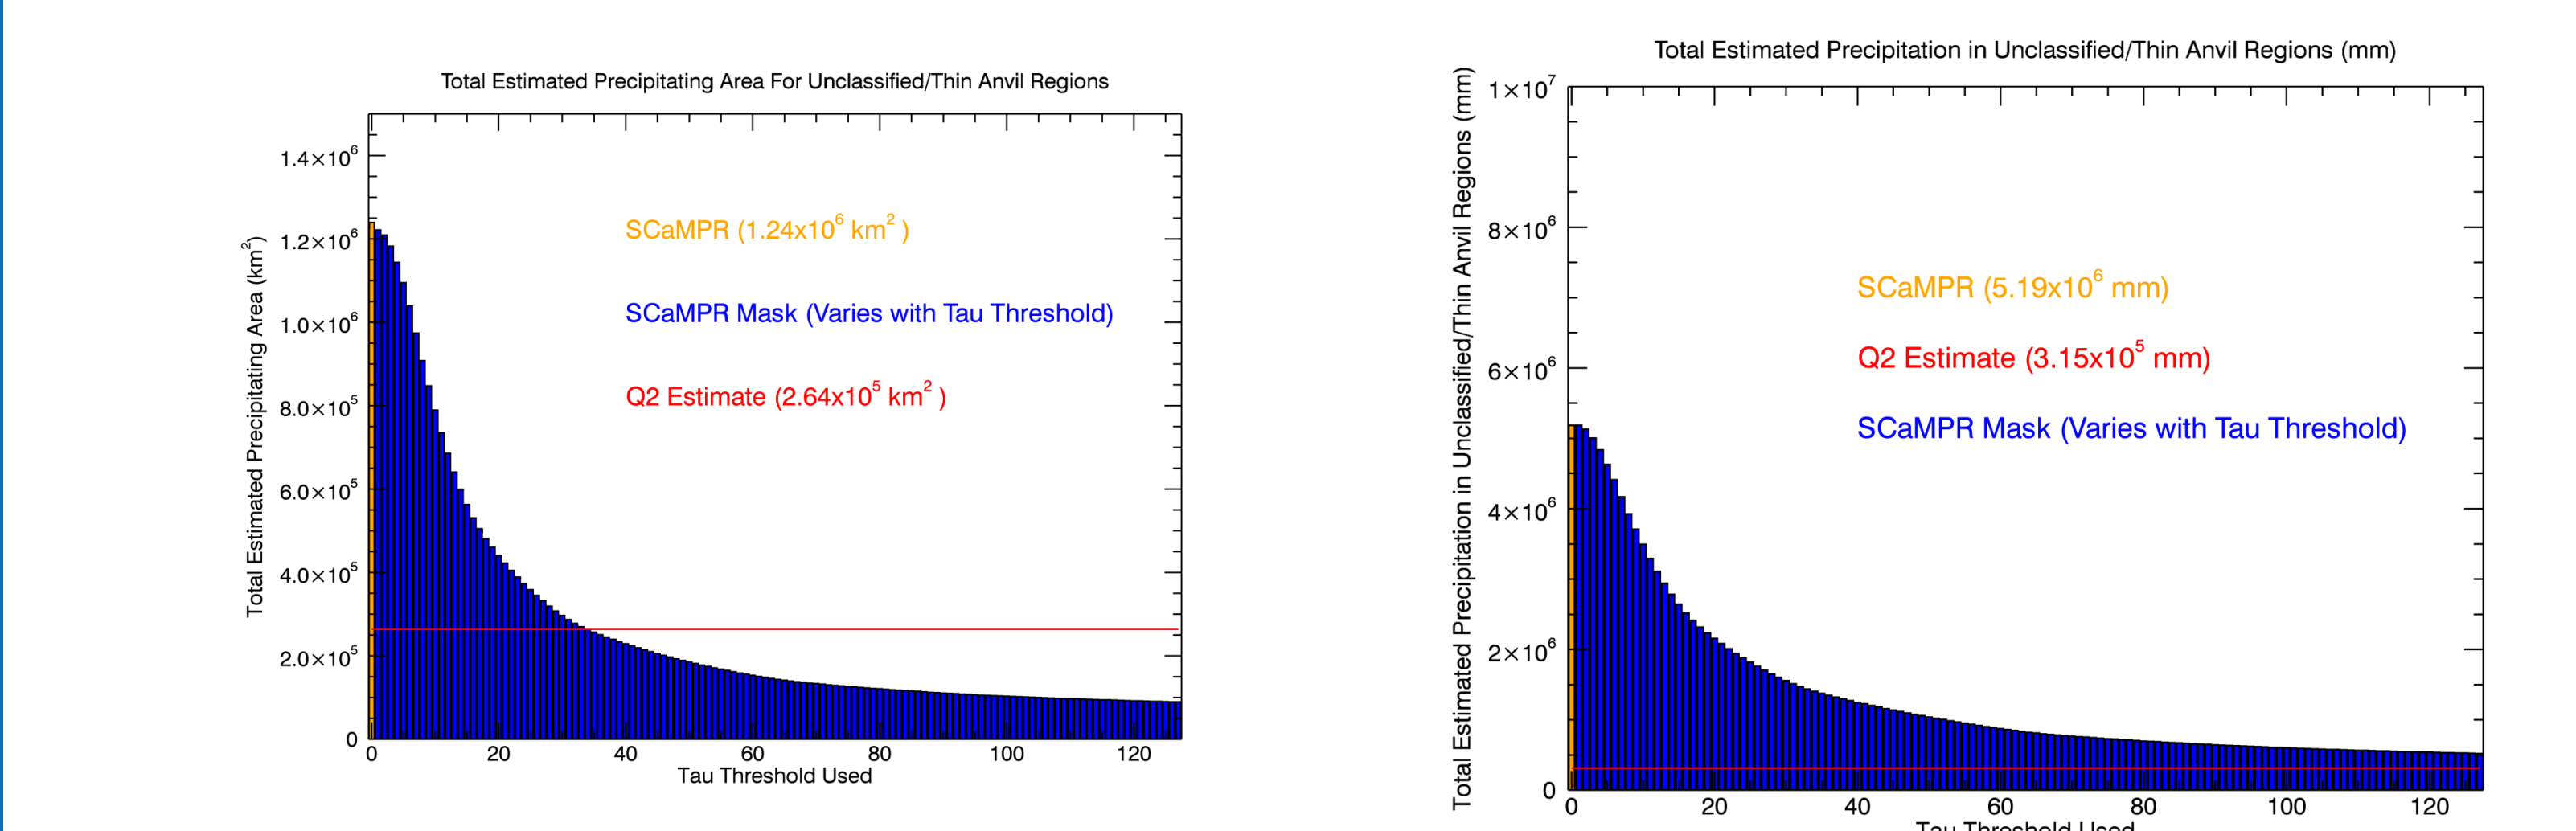 Total Estimated Precipitating Area For Unclassified/Thin Anvil Regions
Total Estimated Precipitating Area (km²)
1.4×10⁶
1.2×10⁶
1.0×10⁶
8.0×10⁵
6.0×10⁵
4.0×10⁵
2.0×10⁵
0
SCaMPR (1.24x10⁶ km² )
SCaMPR Mask (Varies with Tau Threshold)
Q2 Estimate (2.64x10⁵ km² )
0 20 40 60 80 100 120
Tau Threshold Used
Total Estimated Precipitation in Unclassified/Thin Anvil Regions (mm)
Total Estimated Precipitation in Unclassified/Thin Anvil Regions (mm)
1×10⁷
8×10⁶
6×10⁶
4×10⁶
2×10⁶
0
SCaMPR (5.19x10⁶ mm)
Q2 Estimate (3.15x10⁵ mm)
SCaMPR Mask (Varies with Tau Threshold)
0 20 40 60 80 100 120
Tau Threshold Used